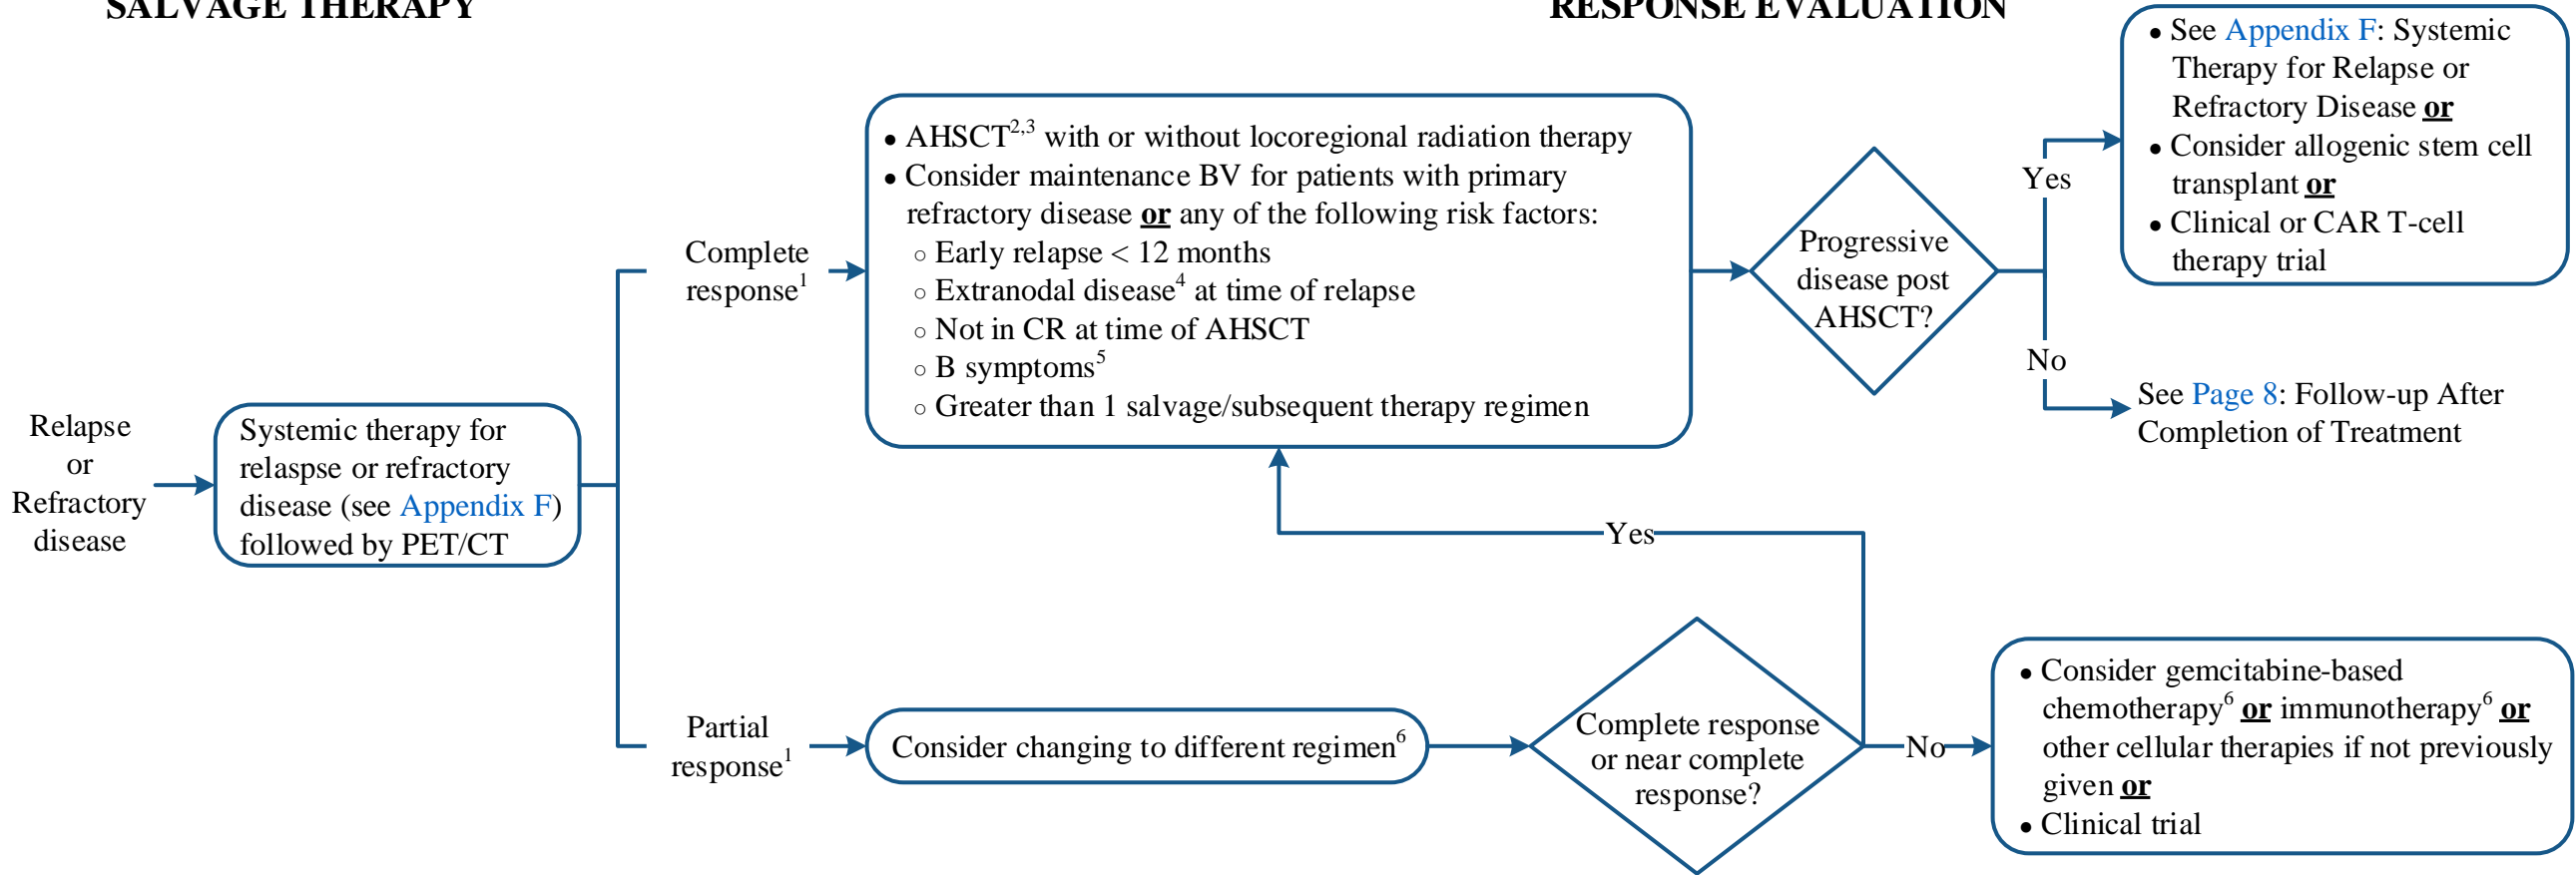 SALVAGE THERAPY
RESPONSE EVALUATION
Relapse
or
Refractory
disease
Systemic therapy for
relaspse or refractory
disease (see Appendix F)
followed by PET/CT
Complete
response1
• AHSCT2,3 with or without locoregional radiation therapy
• Consider maintenance BV for patients with primary
refractory disease or any of the following risk factors:
○ Early relapse < 12 months
○ Extranodal disease4 at time of relapse
○ Not in CR at time of AHSCT
○ B symptoms5
○ Greater than 1 salvage/subsequent therapy regimen
Progressive
disease post
AHSCT?
Yes
• See Appendix F: Systemic
Therapy for Relapse or
Refractory Disease or
• Consider allogenic stem cell
transplant or
• Clinical or CAR T-cell
therapy trial
No
See Page 8: Follow-up After
Completion of Treatment
Partial
response1
Consider changing to different regimen6
Complete response
or near complete
response?
Yes
No
• Consider gemcitabine-based
chemotherapy6 or immunotherapy6 or
other cellular therapies if not previously
given or
• Clinical trial